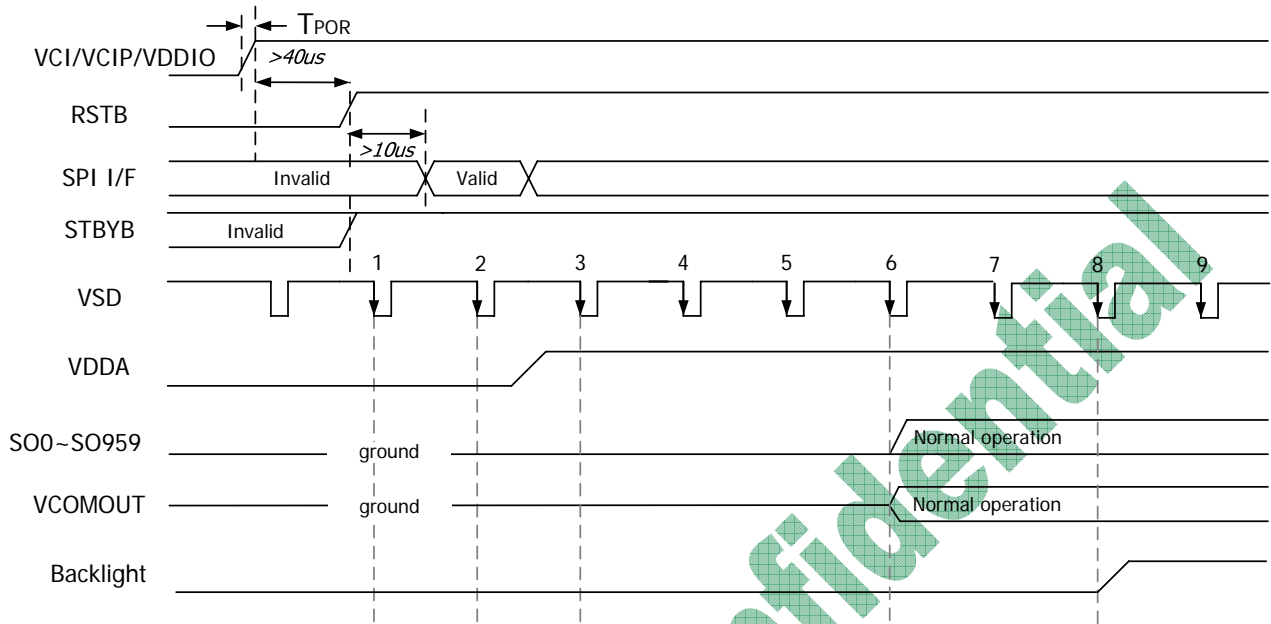 TPOR
VCI/VCIP/VDDIO
>40us
RSTB
>10us
SPI I/F
Invalid
Valid
STBYB
Invalid
1 2 3 4 5 6 7 8 9
VSD
VDDA
SO0~SO959
ground
Normal operation
VCOMOUT
ground
Normal operation
Backlight
nfidential